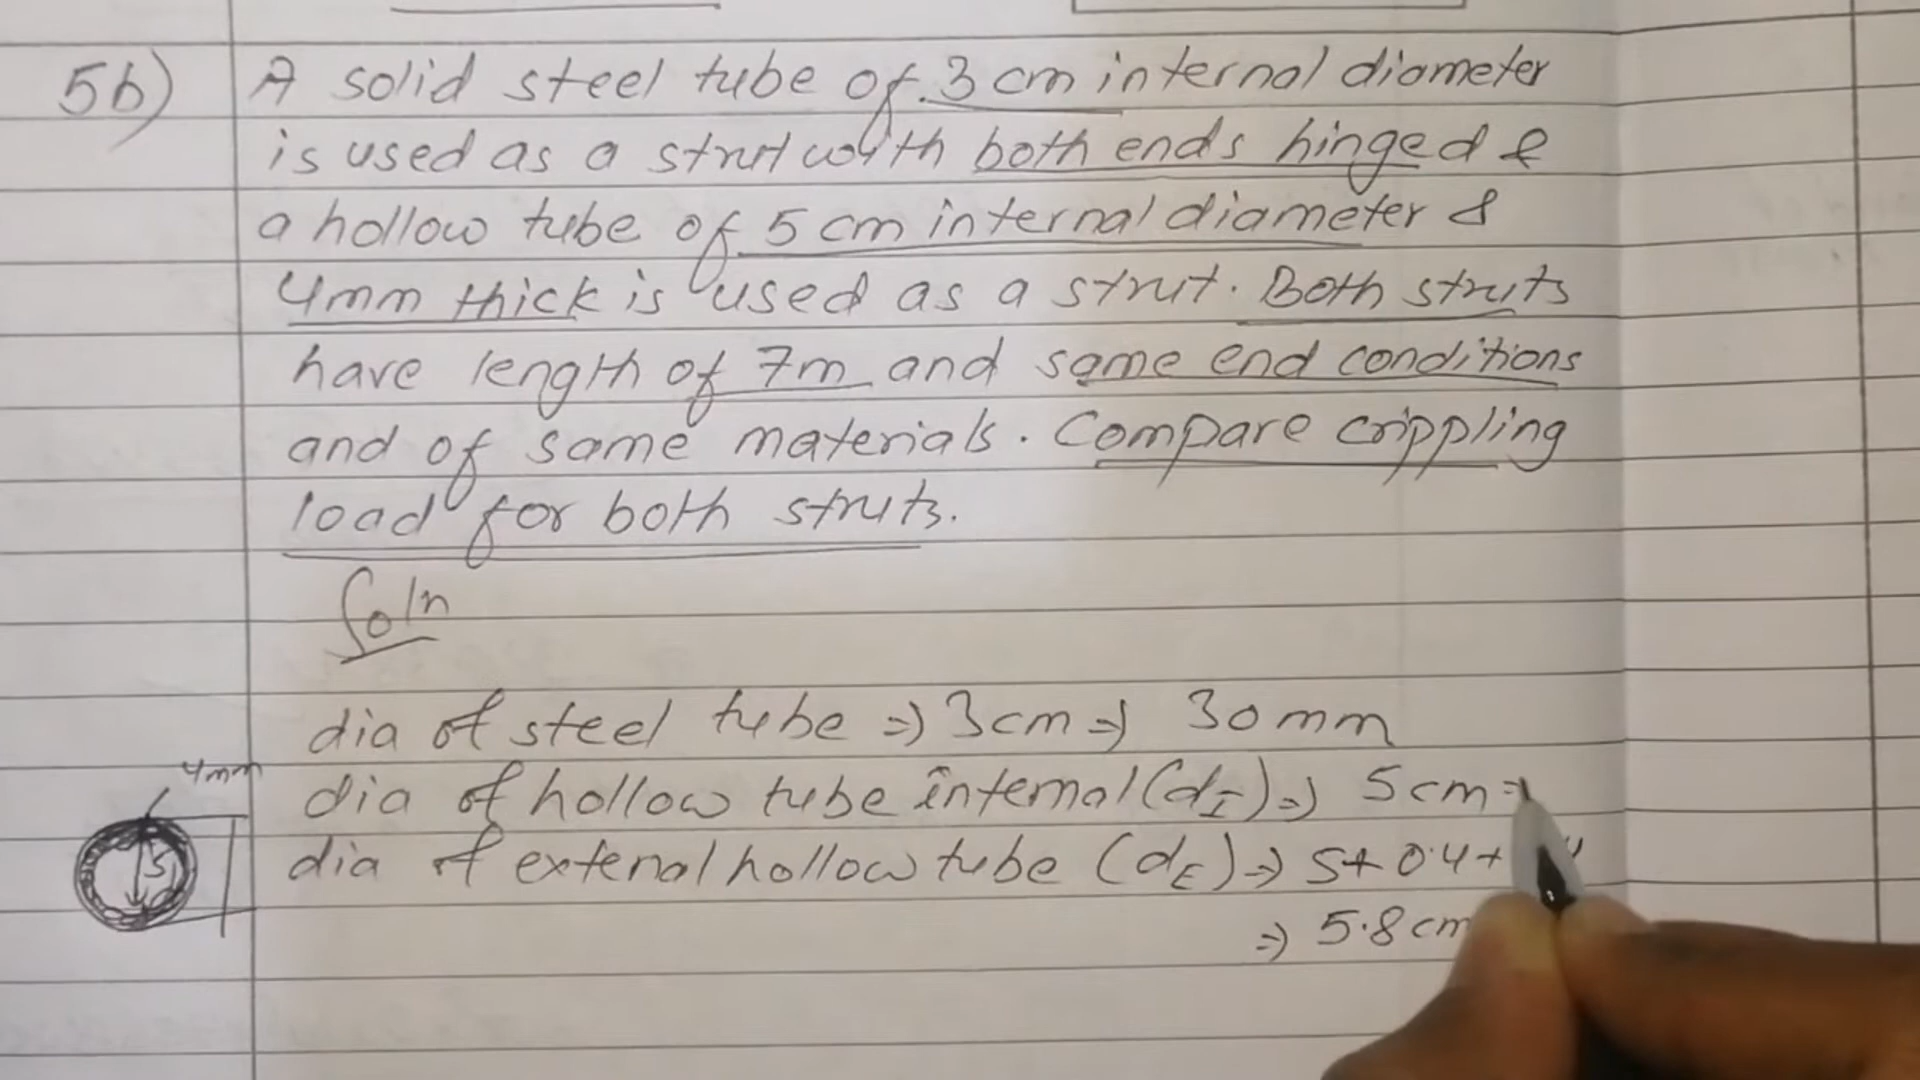 5b) A solid steel tube of 3 cm internal diameter
is used as a strut with both ends hinged &
a hollow tube of 5 cm internal diameter &
4mm thick is used as a strut. Both struts
have length of 7m and same end conditions
and of same materials. Compare crippling
load for both struts.
Soln
dia of steel tube => 3cm => 30mm
4mm
dia of hollow tube internal (dI) => 5cm =
5
dia of extenal hollow tube (dE) => 5+0.4+
=> 5.8cm